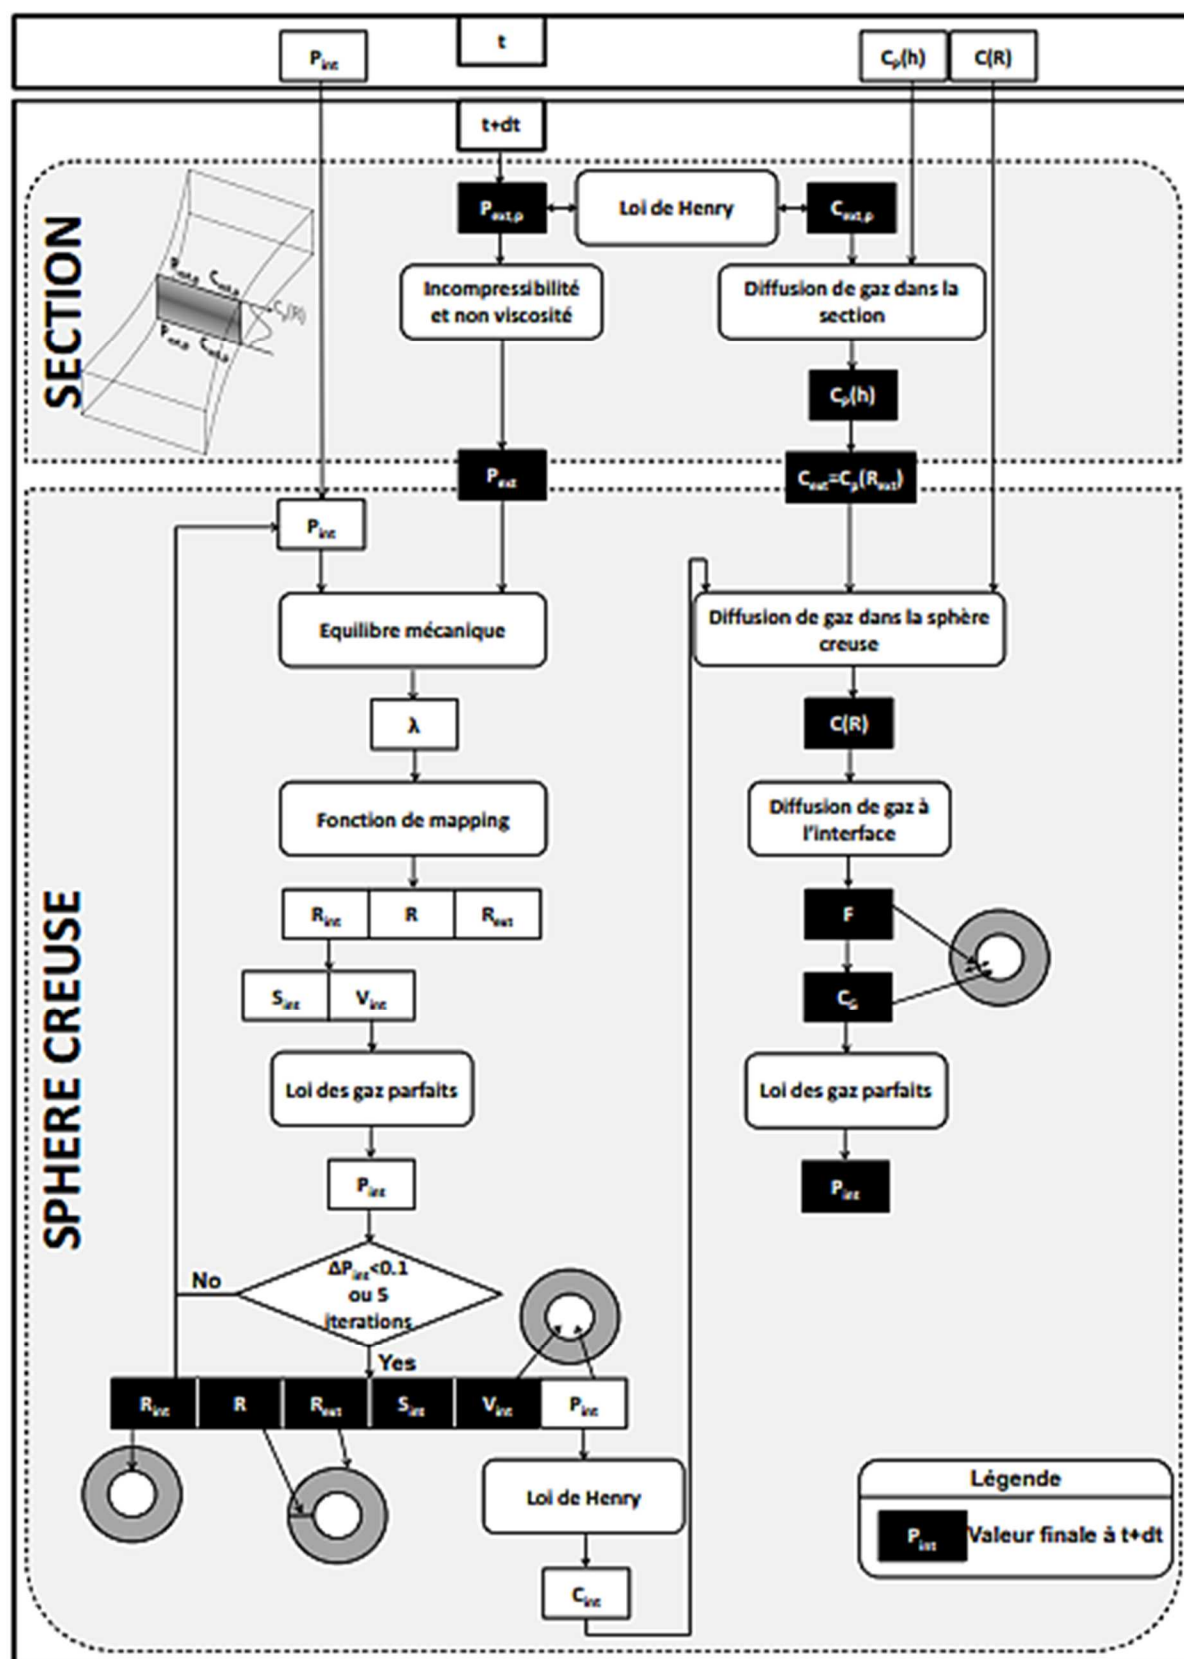 t
P_int
C_p(h)
C(R)
t+dt
SECTION
P_ext,p
Loi de Henry
C_ext,p
Incompressibilité
et non viscosité
Diffusion de gaz dans la
section
P_ext,p
C_ext,p
C_p(R)
P_ext,p
C_ext,p
C_p(h)
P_ext
C_ext=C_p(R_ext)
SPHERE CREUSE
P_int
Equilibre mécanique
Diffusion de gaz dans la sphère
creuse
λ
C(R)
Fonction de mapping
Diffusion de gaz à
l'interface
R_int
R
R_ext
F
S_int
V_int
C_G
Loi des gaz parfaits
Loi des gaz parfaits
P_int
P_int
ΔP_int<0.1
ou 5
iterations
No
Yes
R_int
R
R_ext
S_int
V_int
P_int
Loi de Henry
C_int
Légende
P_int
Valeur finale à t+dt